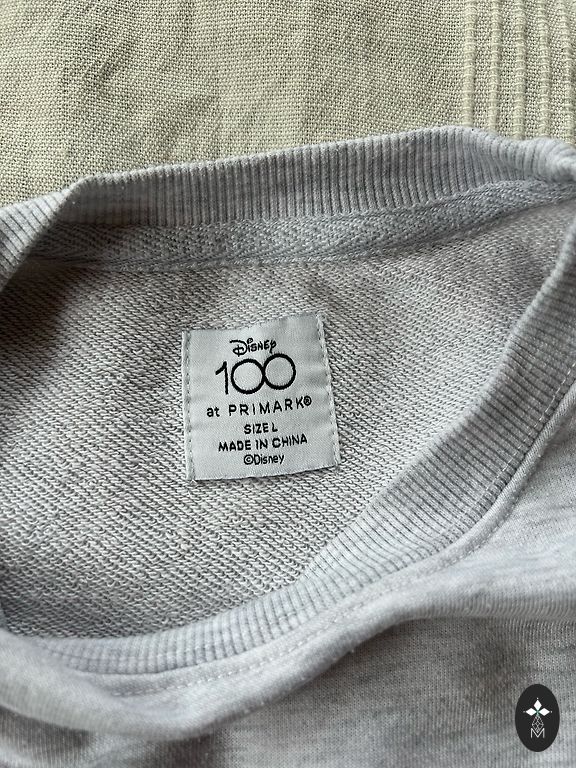 Disney
100
at PRIMARK®
SIZE L
MADE IN CHINA
©Disney
M